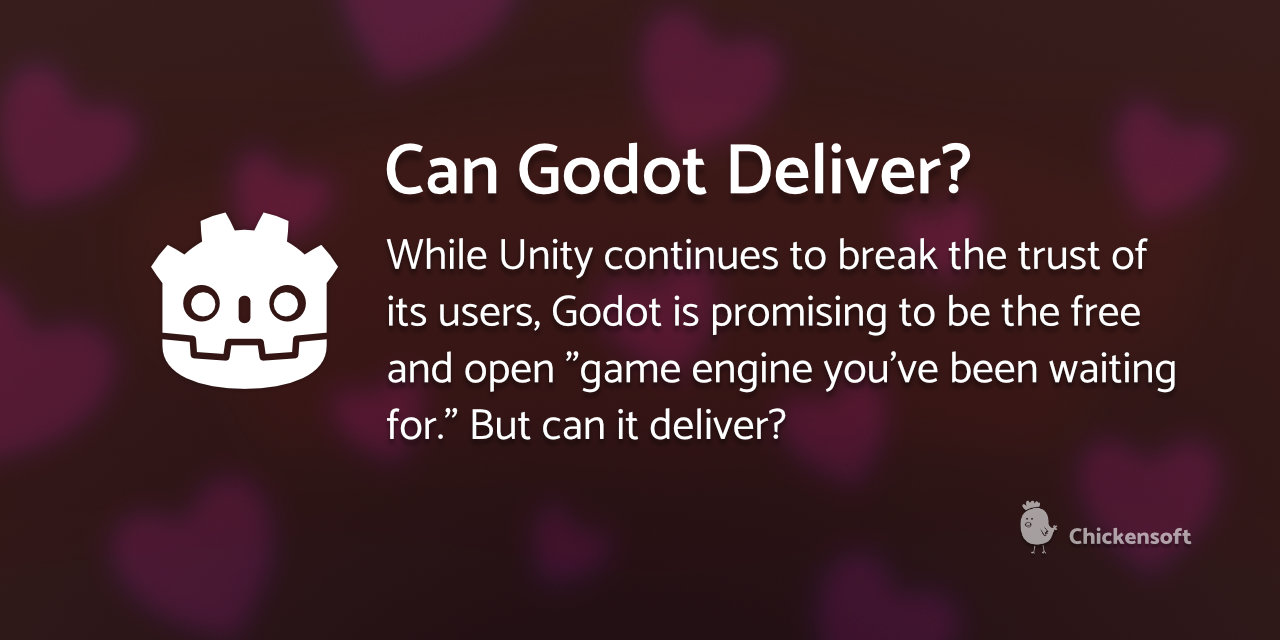 Can Godot Deliver?
While Unity continues to break the trust of
its users, Godot is promising to be the free
and open ”game engine you’ve been waiting
for.” But can it deliver?
Chickensoft